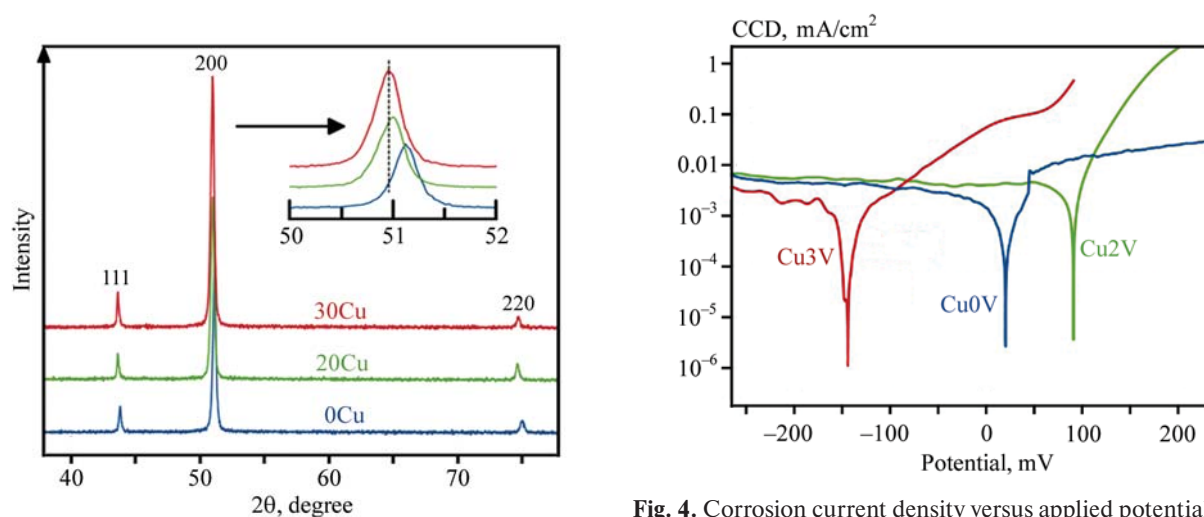 Intensity
200
50
51
52
111
30Cu
220
20Cu
0Cu
40
50
60
70
2θ, degree
CCD, mA/cm²
1
0.1
0.01
10⁻³
10⁻⁴
10⁻⁵
10⁻⁶
Cu3V
Cu2V
Cu0V
–200
–100
0
100
200
Potential, mV
Fig. 4. Corrosion current density versus applied potential